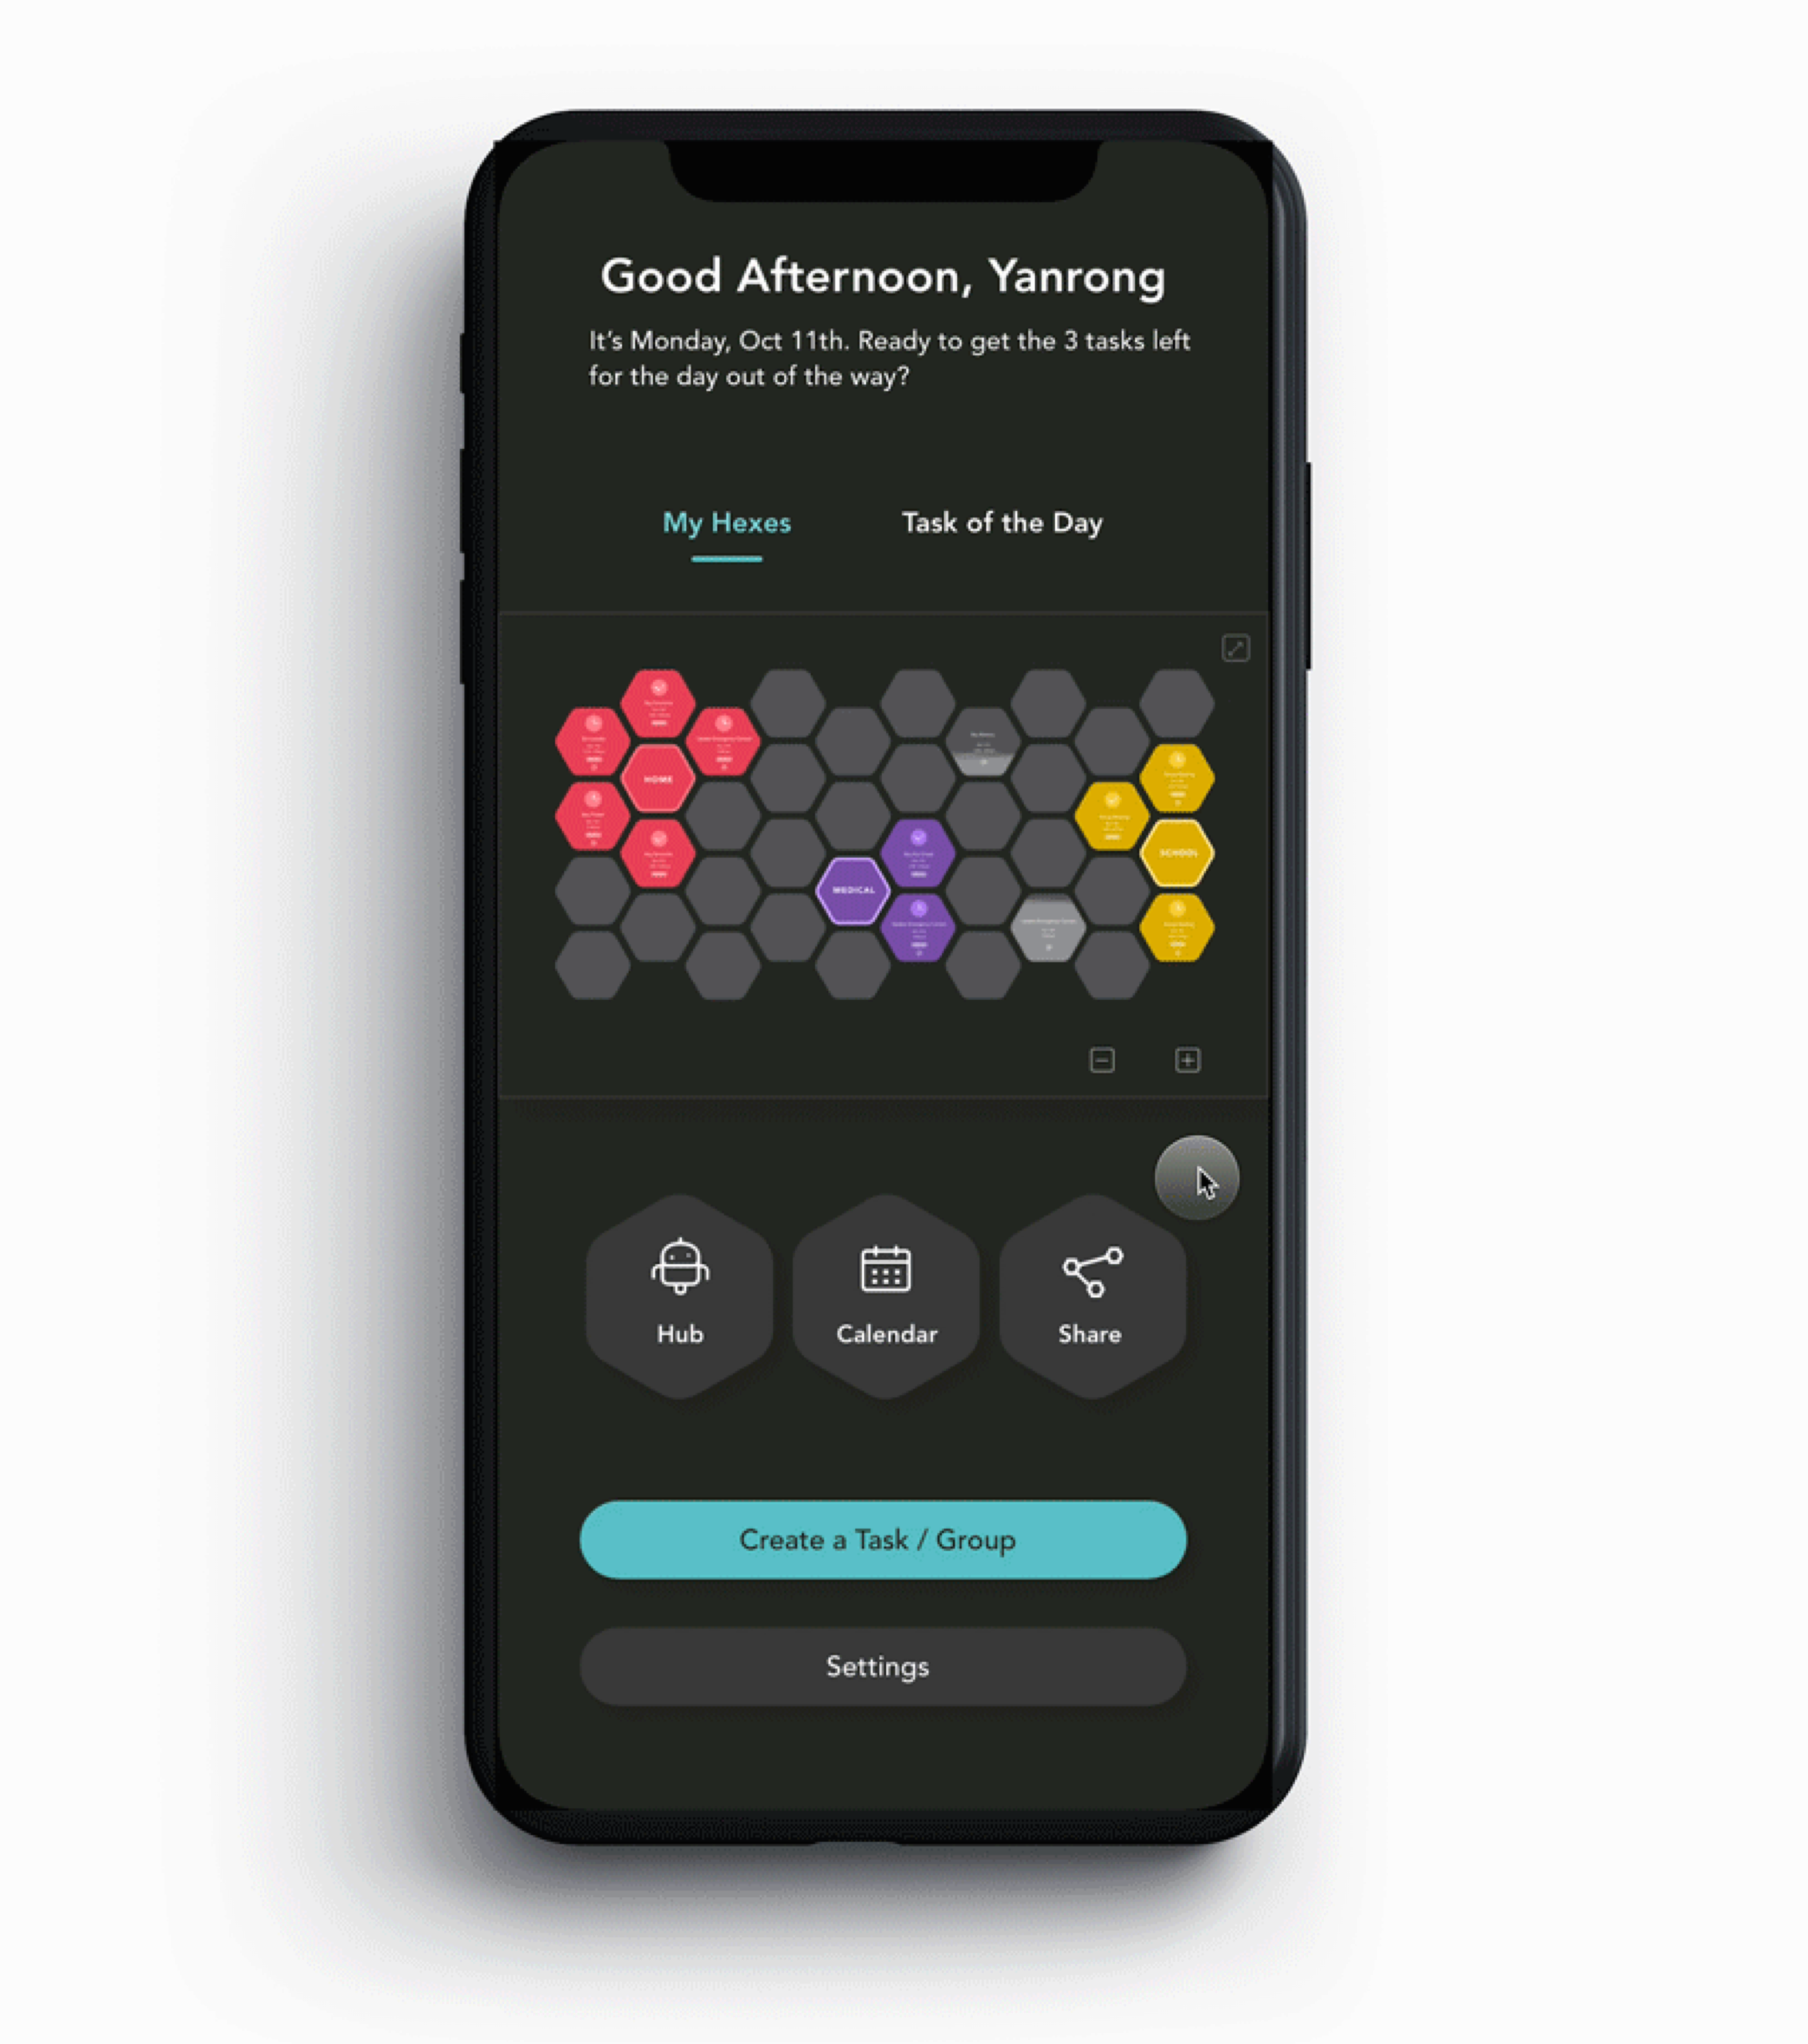 Good Afternoon, Yanrong
It's Monday, Oct 11th. Ready to get the 3 tasks left
for the day out of the way?
My Hexes
Task of the Day
HOME
MEDICAL
SCHOOL
Hub
Calendar
Share
Create a Task / Group
Settings